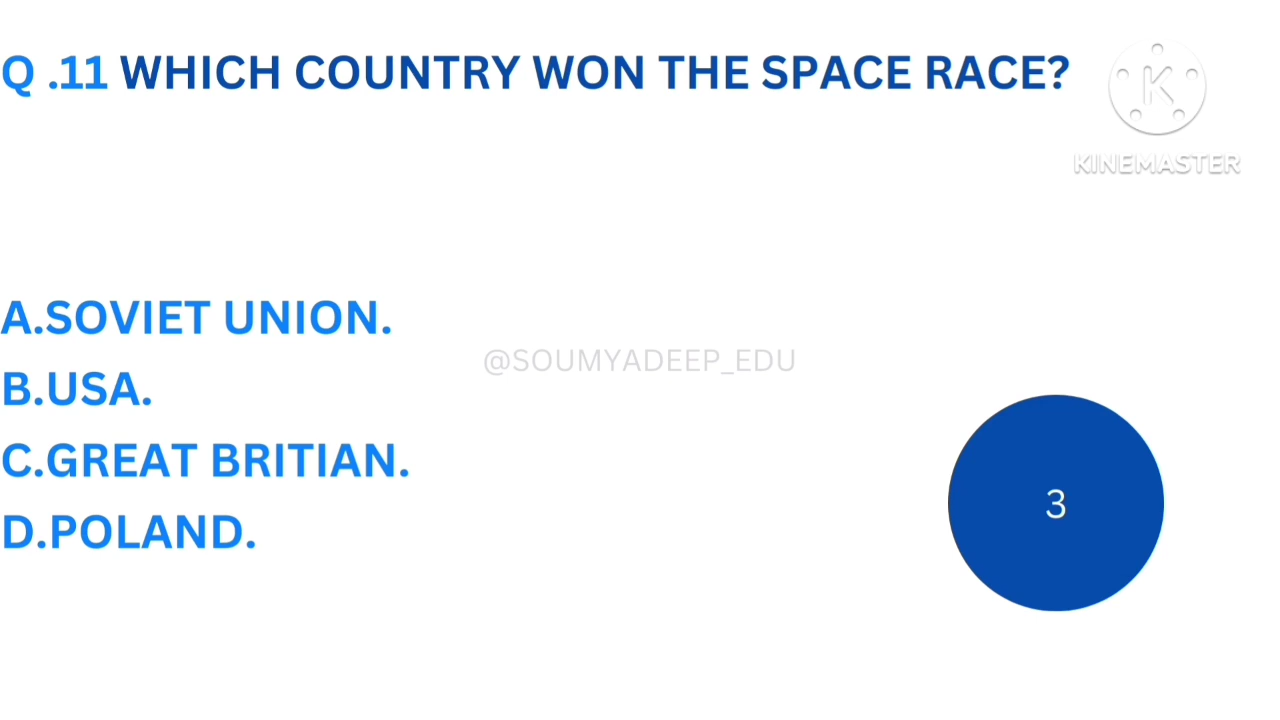 Q .11 WHICH COUNTRY WON THE SPACE RACE?
K
KINEMASTER
A.SOVIET UNION.
@SOUMYADEEP_EDU
B.USA.
C.GREAT BRITIAN.
3
D.POLAND.